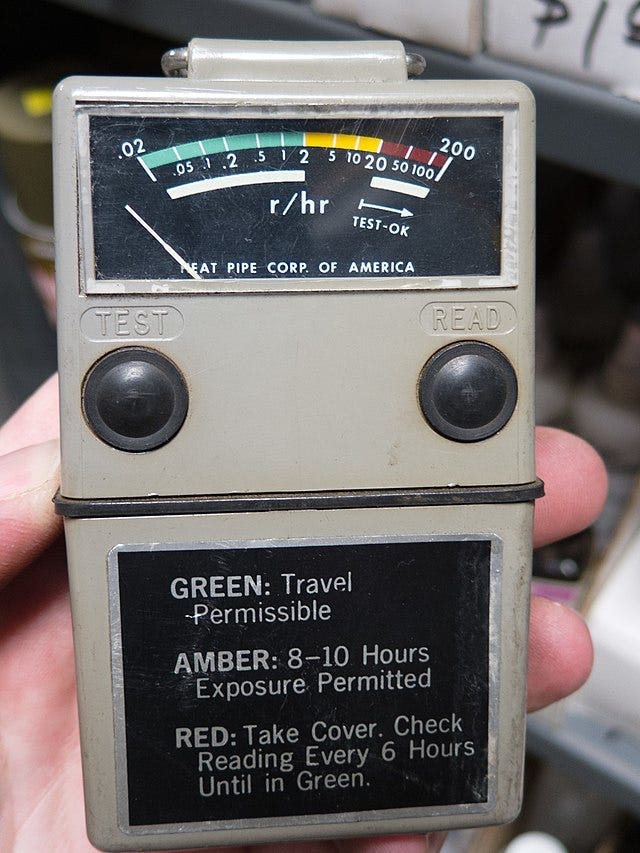 .02 .05 .1 .2 .5 1 2 5 10 20 50 100 200
r/hr
TEST-OK
HEAT PIPE CORP. OF AMERICA
TEST
READ
GREEN: Travel
Permissible
AMBER: 8–10 Hours
Exposure Permitted
RED: Take Cover. Check
Reading Every 6 Hours
Until in Green.